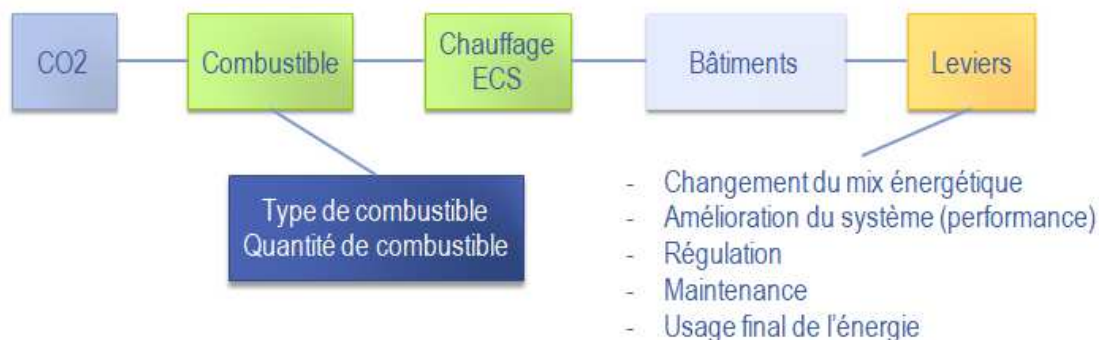 CO2
Combustible
Chauffage
ECS
Bâtiments
Leviers
Type de combustible
Quantité de combustible
- Changement du mix énergétique
- Amélioration du système (performance)
- Régulation
- Maintenance
- Usage final de l'énergie